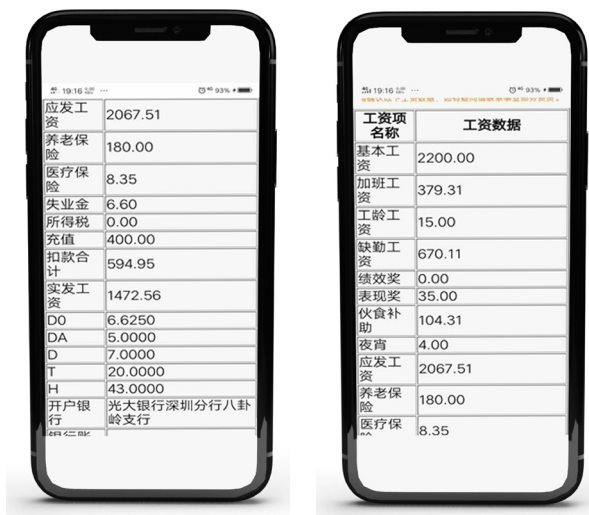 19:16
93%
应发工
资
2067.51
养老保
险
180.00
医疗保
险
8.35
失业金
6.60
所得税
0.00
充值
400.00
扣款合
计
594.95
实发工
资
1472.56
D0
6.6250
DA
5.0000
D
7.0000
T
20.0000
H
43.0000
开户银
行
光大银行深圳分行八卦
岭支行
19:16
93%
工资项
名称
工资数据
基本工
资
2200.00
加班工
资
379.31
工龄工
资
15.00
缺勤工
资
670.11
绩效奖
0.00
表现奖
35.00
伙食补
助
104.31
夜宵
4.00
应发工
资
2067.51
养老保
险
180.00
医疗保
8.35